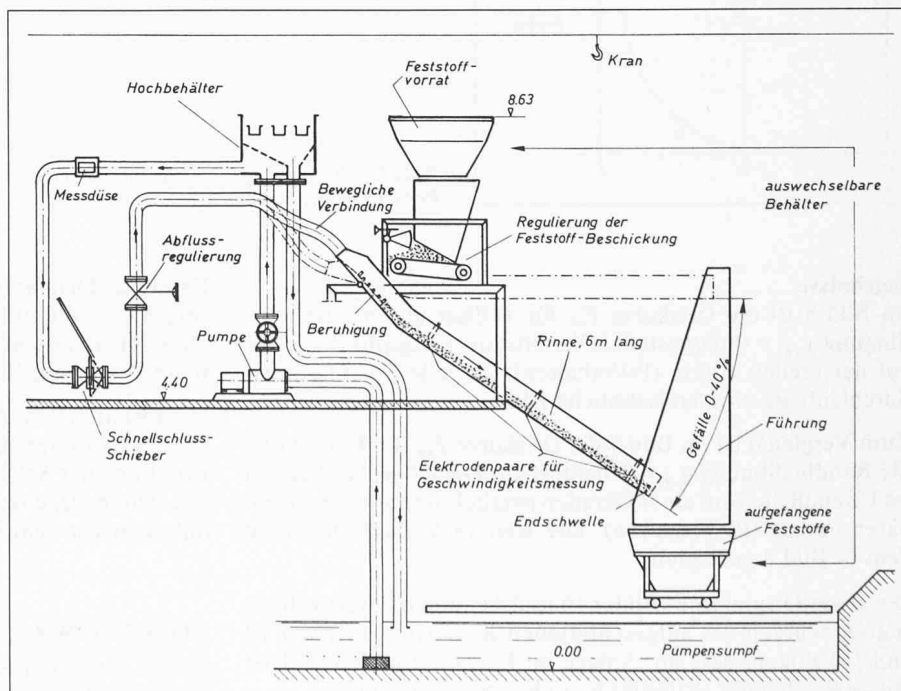 Kran
Feststoff-
vorrat
Hochbehälter
8.63
Messdüse
Bewegliche
Verbindung
auswechselbare
Behälter
Regulierung der
Feststoff-Beschickung
Abfluss-
regulierung
Beruhigung
Pumpe
Rinne, 6m lang
Gefälle 0-40%
4,40
Führung
Schnellschluss-
Schieber
Elektrodenpaare für
Geschwindigkeitsmessung
Endschwelle
aufgefangene
Feststoffe
0.00
Pumpensumpf